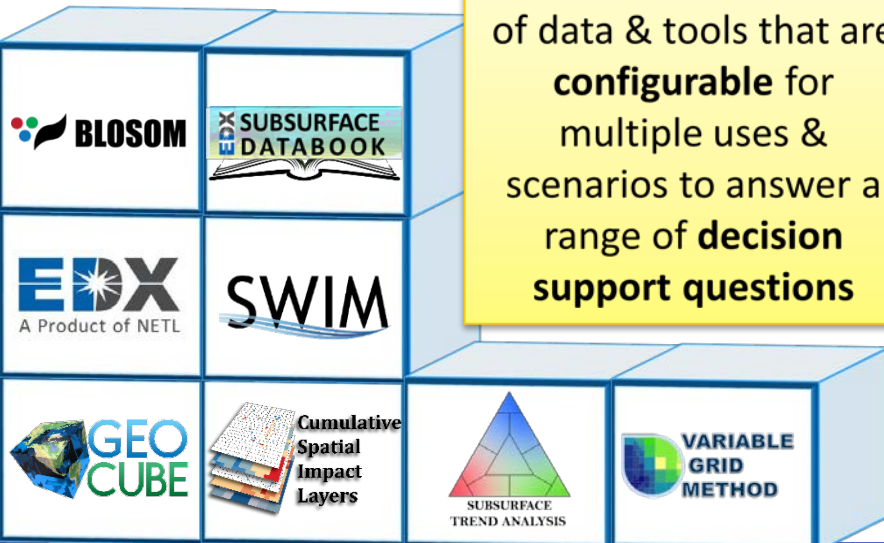 of data & tools that are
configurable for
multiple uses &
scenarios to answer a
range of decision
support questions
BLOSOM
EDX SUBSURFACE
DATABOOK
EDX
A Product of NETL
SWIM
GEO
CUBE
Cumulative
Spatial
Impact
Layers
SUBSURFACE
TREND ANALYSIS
VARIABLE
GRID
METHOD